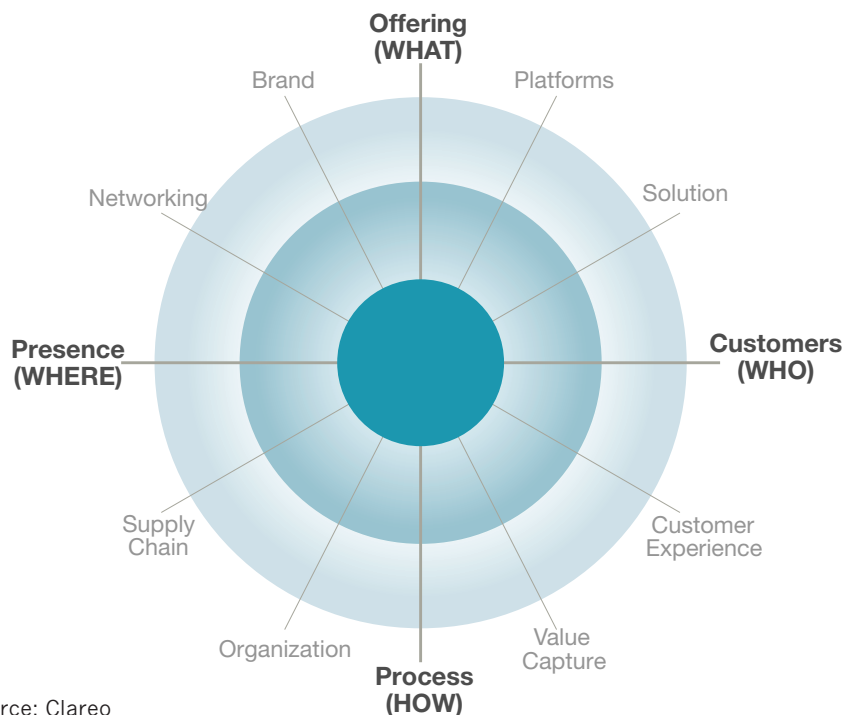 Offering
(WHAT)
Brand
Platforms
Networking
Solution
Presence
(WHERE)
Customers
(WHO)
Supply
Chain
Customer
Experience
Organization
Value
Capture
Process
(HOW)
rce: Clareo